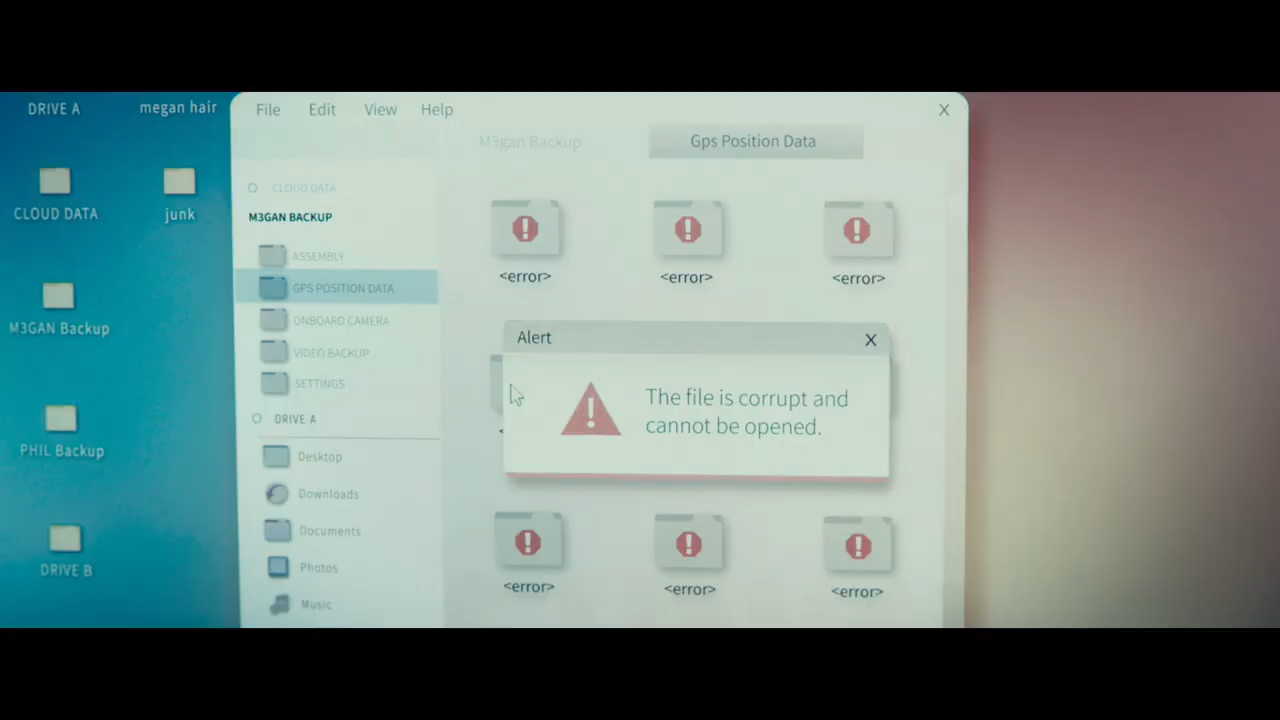 DRIVE A
megan hair
CLOUD DATA
junk
M3GAN Backup
PHIL Backup
DRIVE B
File Edit View Help X
M3gan Backup
Gps Position Data
CLOUD DATA
M3GAN BACKUP
ASSEMBLY
GPS POSITION DATA
ONBOARD CAMERA
VIDEO BACKUP
SETTINGS
DRIVE A
Desktop
Downloads
Documents
Photos
Music
<error> <error> <error>
Alert X
The file is corrupt and
cannot be opened.
<error> <error> <error>